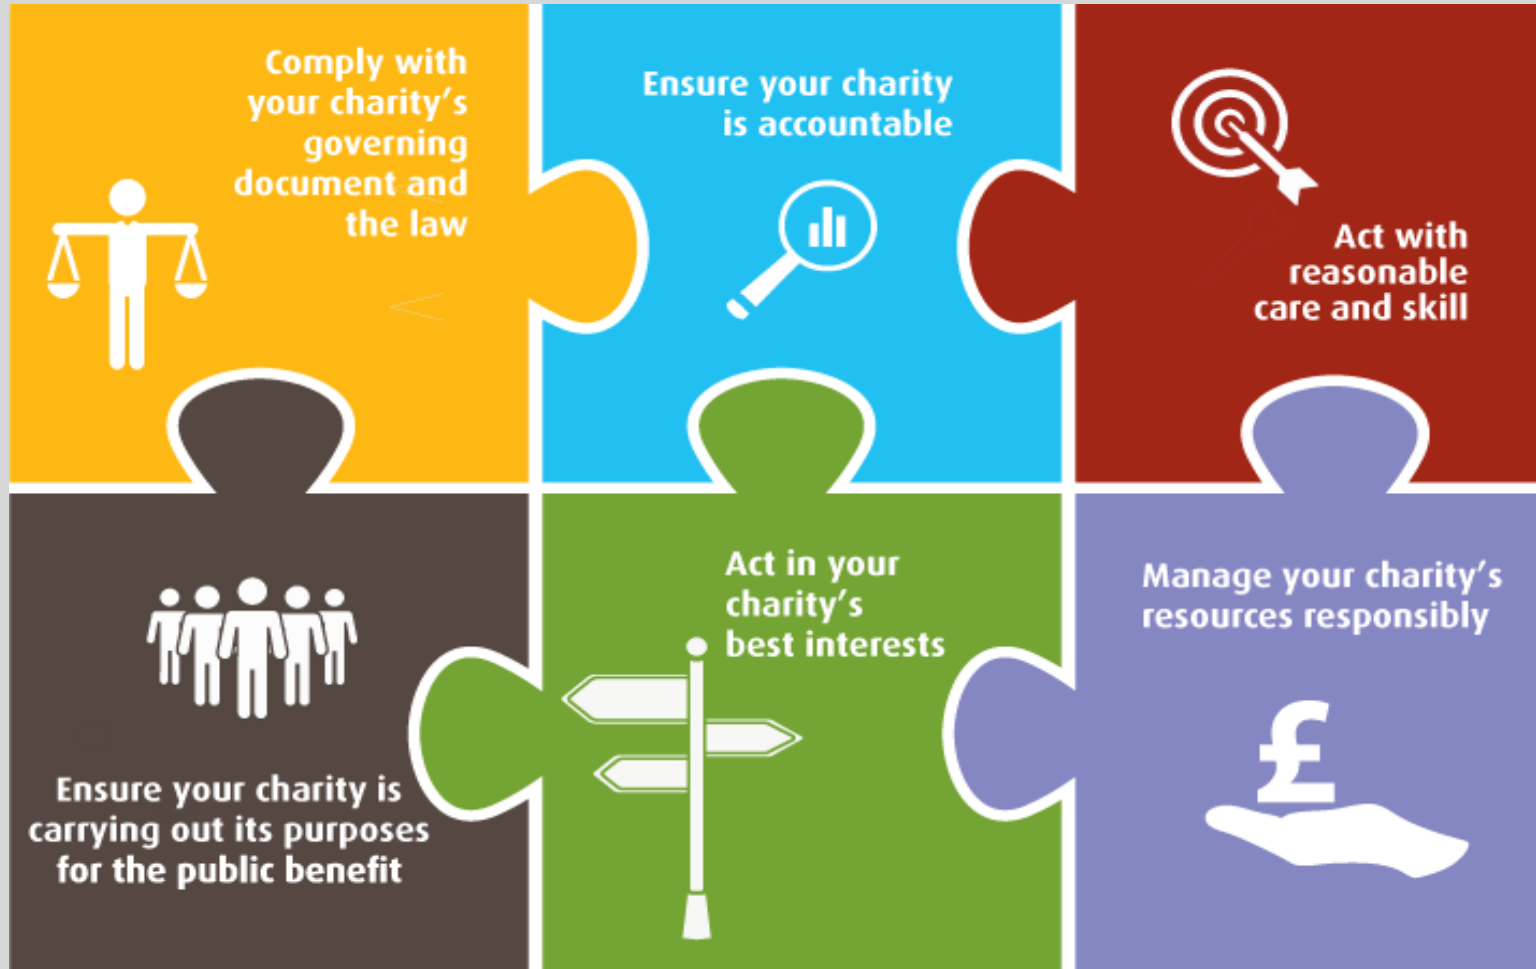 Comply with
your charity’s
governing
document and
the law
Ensure your charity
is accountable
Act with
reasonable
care and skill
Ensure your charity is
carrying out its purposes
for the public benefit
Act in your
charity’s
best interests
Manage your charity’s
resources responsibly
£